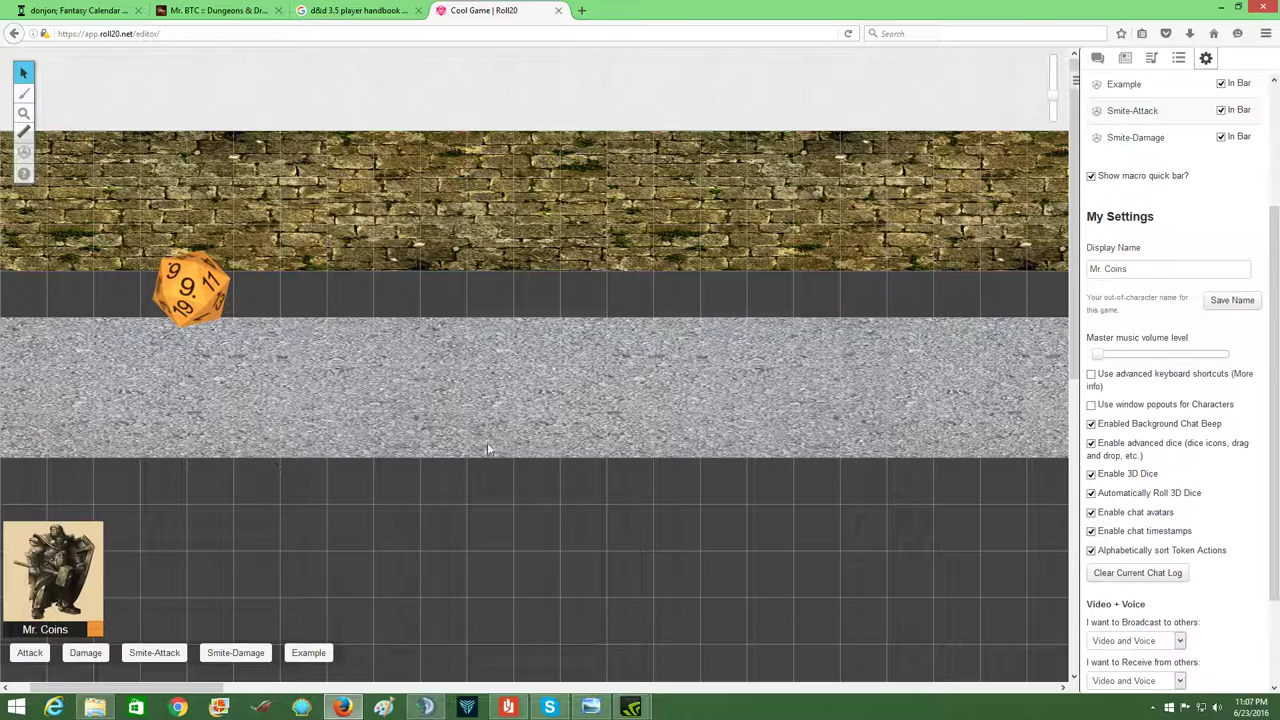 donjon; Fantasy Calendar ...
Mr. BTC :: Dungeons & Dr...
d&d 3.5 player handbook ...
Cool Game | Roll20
https://app.roll20.net/editor/
Search
Example
In Bar
Smite-Attack
In Bar
Smite-Damage
In Bar
Show macro quick bar?
My Settings
Display Name
Mr. Coins
Your out-of-character name for
this game.
Save Name
Master music volume level
Use advanced keyboard shortcuts (More
info)
Use window popouts for Characters
Enabled Background Chat Beep
Enable advanced dice (dice icons, drag
and drop, etc.)
Enable 3D Dice
Automatically Roll 3D Dice
Enable chat avatars
Enable chat timestamps
Alphabetically sort Token Actions
Clear Current Chat Log
Video + Voice
I want to Broadcast to others:
Video and Voice
I want to Receive from others:
Video and Voice
9 9. 11
19
Mr. Coins
Attack
Damage
Smite-Attack
Smite-Damage
Example
11:07 PM
6/23/2016